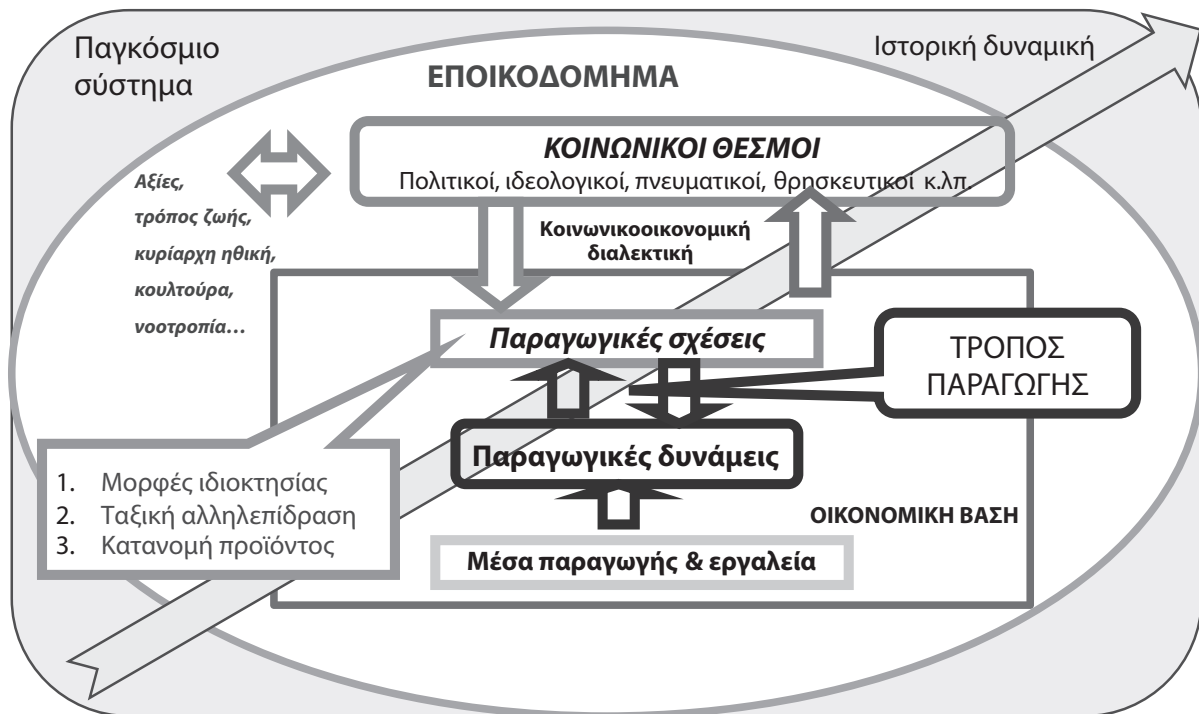 Παγκόσμιο
σύστημα
Ιστορική δυναμική
ΕΠΟΙΚΟΔΟΜΗΜΑ
ΚΟΙΝΩΝΙΚΟΙ ΘΕΣΜΟΙ
Πολιτικοί, ιδεολογικοί, πνευματικοί, θρησκευτικοί κ.λπ.
Αξίες,
τρόπος ζωής,
κυρίαρχη ηθική,
κουλτούρα,
νοοτροπία...
Κοινωνικοοικονομική
διαλεκτική
Παραγωγικές σχέσεις
ΤΡΟΠΟΣ
ΠΑΡΑΓΩΓΗΣ
Παραγωγικές δυνάμεις
1. Μορφές ιδιοκτησίας
2. Ταξική αλληλεπίδραση
3. Κατανομή προϊόντος
ΟΙΚΟΝΟΜΙΚΗ ΒΑΣΗ
Μέσα παραγωγής & εργαλεία